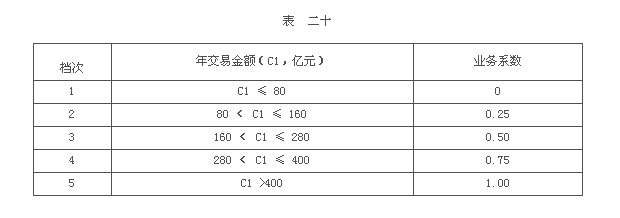 表 二十
档次 年交易金额(C1,亿元) 业务系数
1 C1 ≤ 80 0
2 80 < C1 ≤ 160 0.25
3 160 < C1 ≤ 280 0.50
4 280 < C1 ≤ 400 0.75
5 C1 >400 1.00